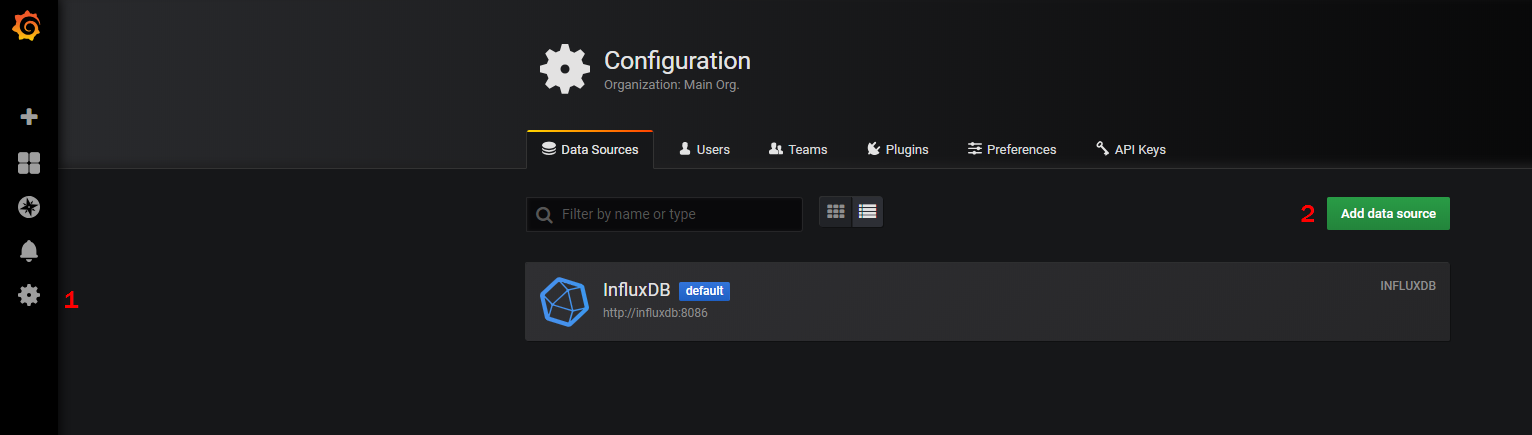 Configuration
Organization: Main Org.
Data Sources Users Teams Plugins Preferences API Keys
Filter by name or type 2 Add data source
InfluxDB default INFLUXDB
1 http://influxdb:8086